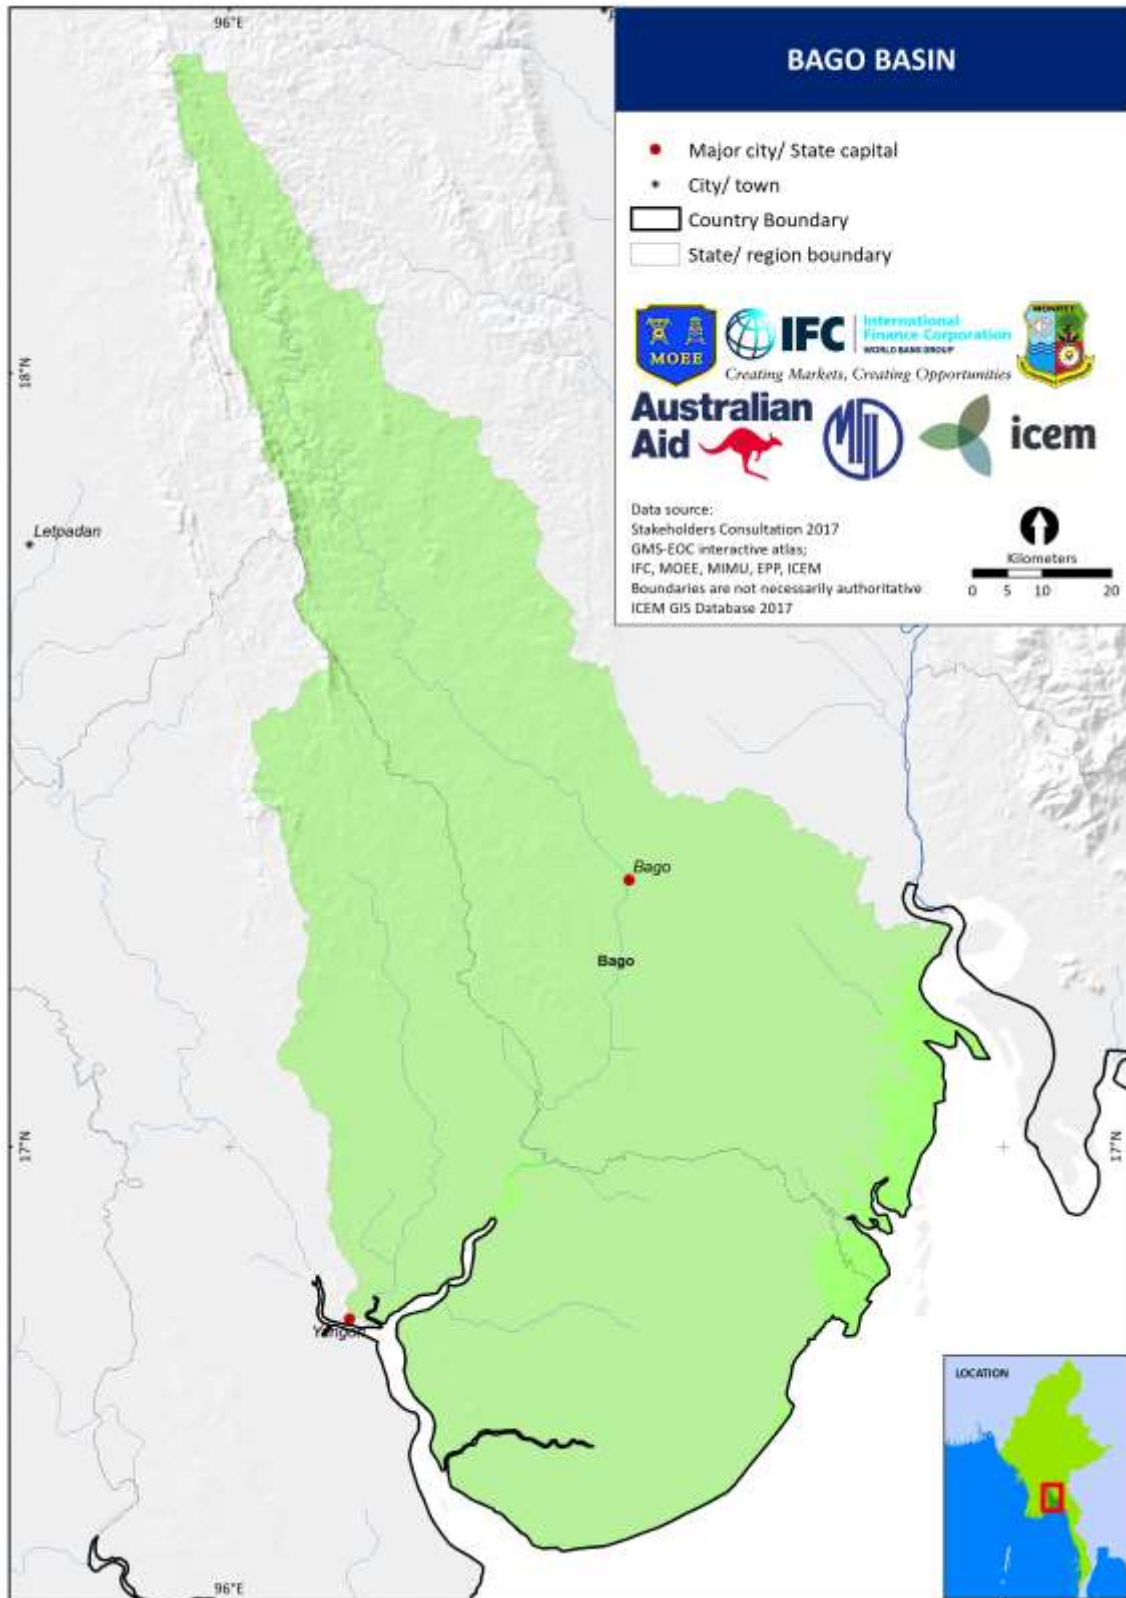 96°E
BAGO BASIN
Major city/ State capital
City/ town
Country Boundary
State/ region boundary
MOEE
IFC
International
Finance Corporation
WORLD BANK GROUP
Creating Markets, Creating Opportunities
MONREC
18°N
Australian
Aid
icem
Data source:
Stakeholders Consultation 2017
GMS-EOC interactive atlas;
IFC, MOEE, MIMU, EPP, ICEM
Boundaries are not necessarily authoritative
ICEM GIS Database 2017
Kilometers
0 5 10 20
Letpadan
Bago
Bago
17°N
17°N
Yangon
LOCATION
96°E